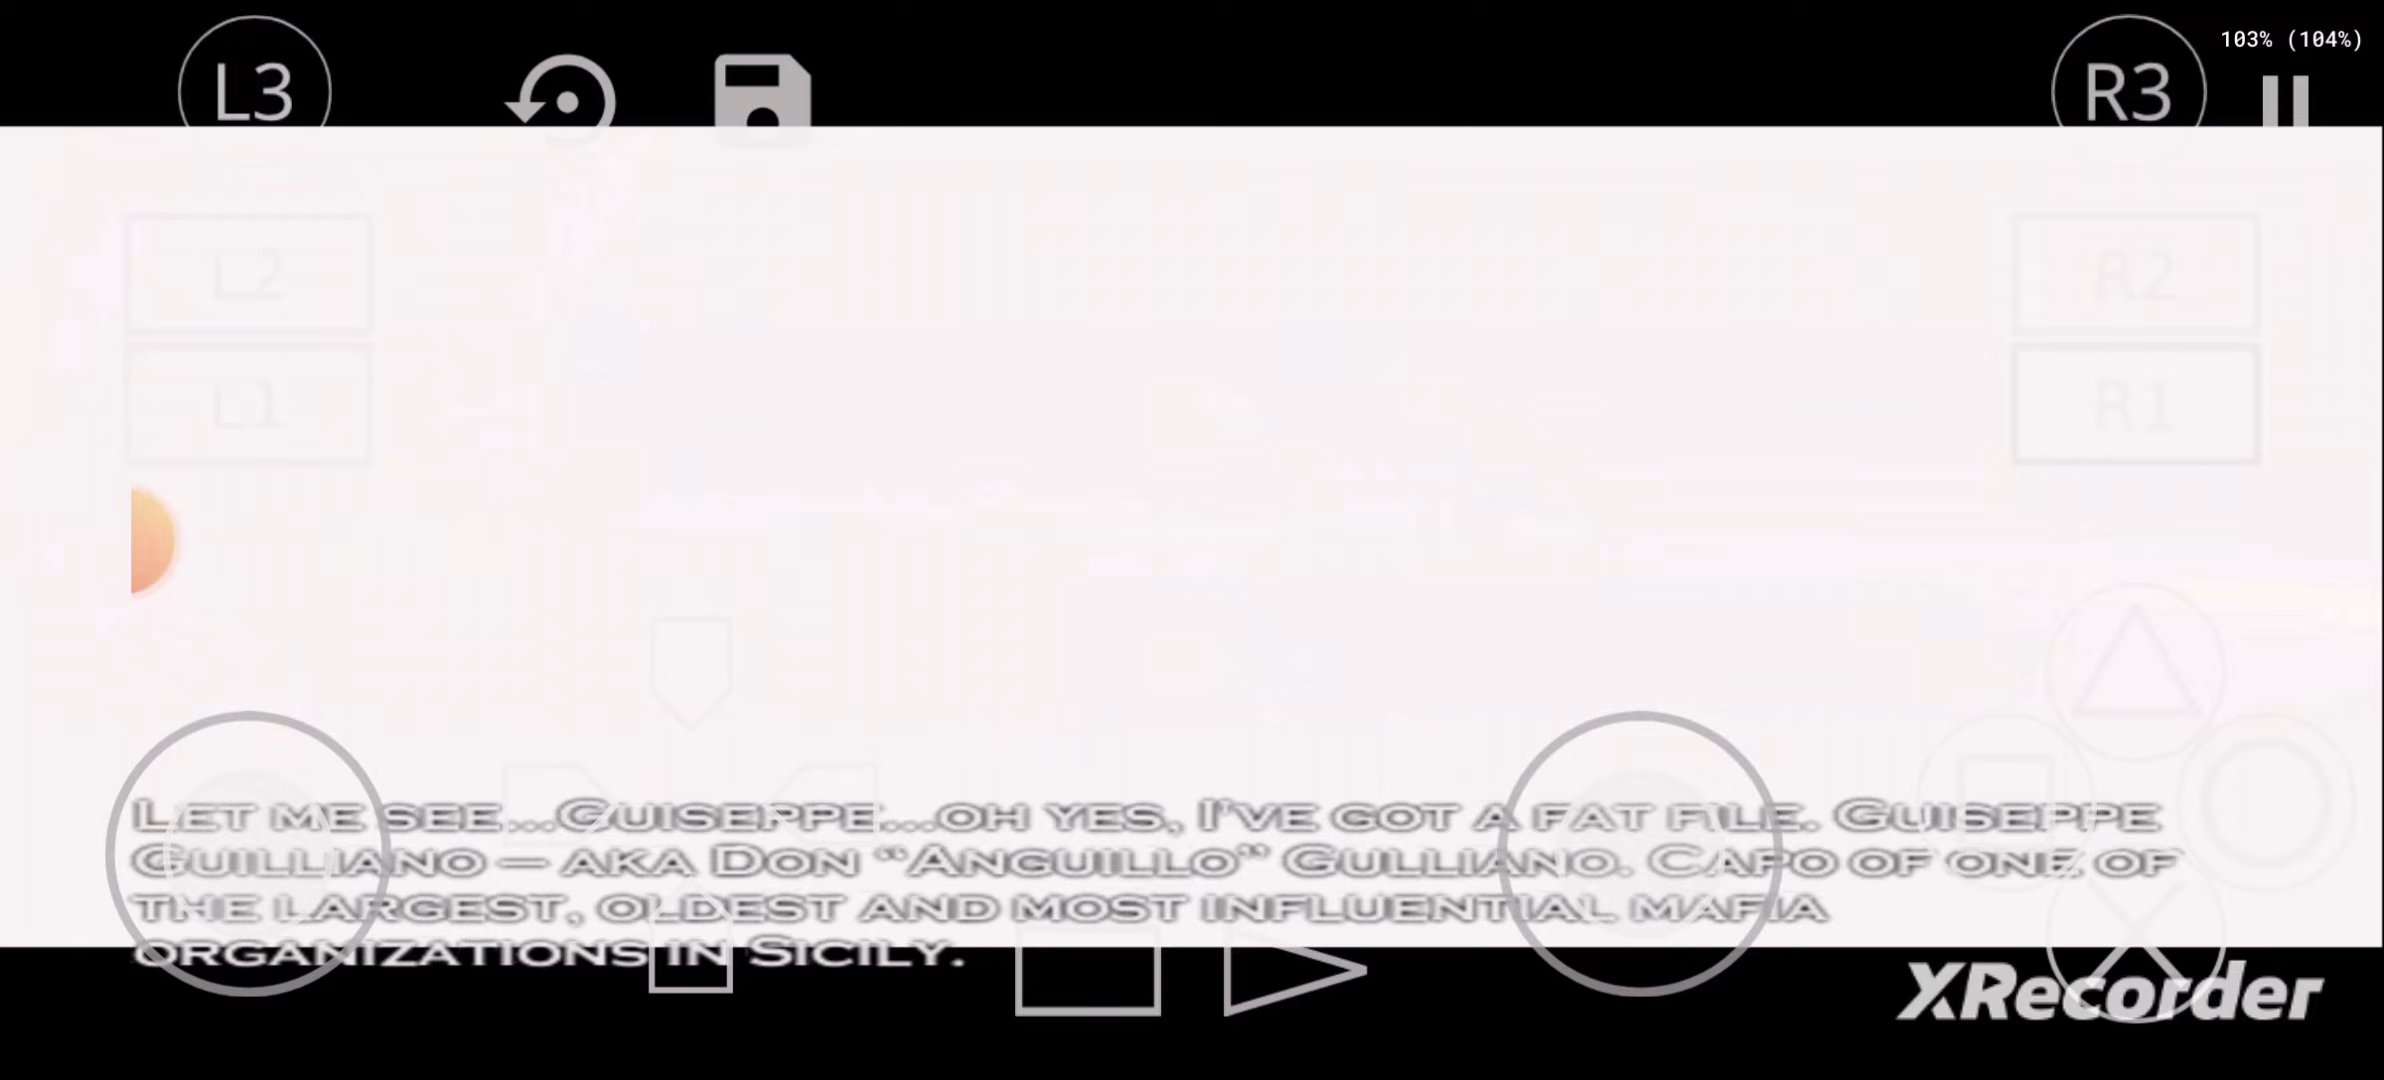 L3
R3
103% (104%)
L2
R2
L1
R1
Let me see...Guiseppe...oh yes, I've got a fat file. Guiseppe
Guilliano – aka Don “Anguillo” Gulliano. Capo of one of
the largest, oldest and most influential mafia
organizations in Sicily.
XRecorder